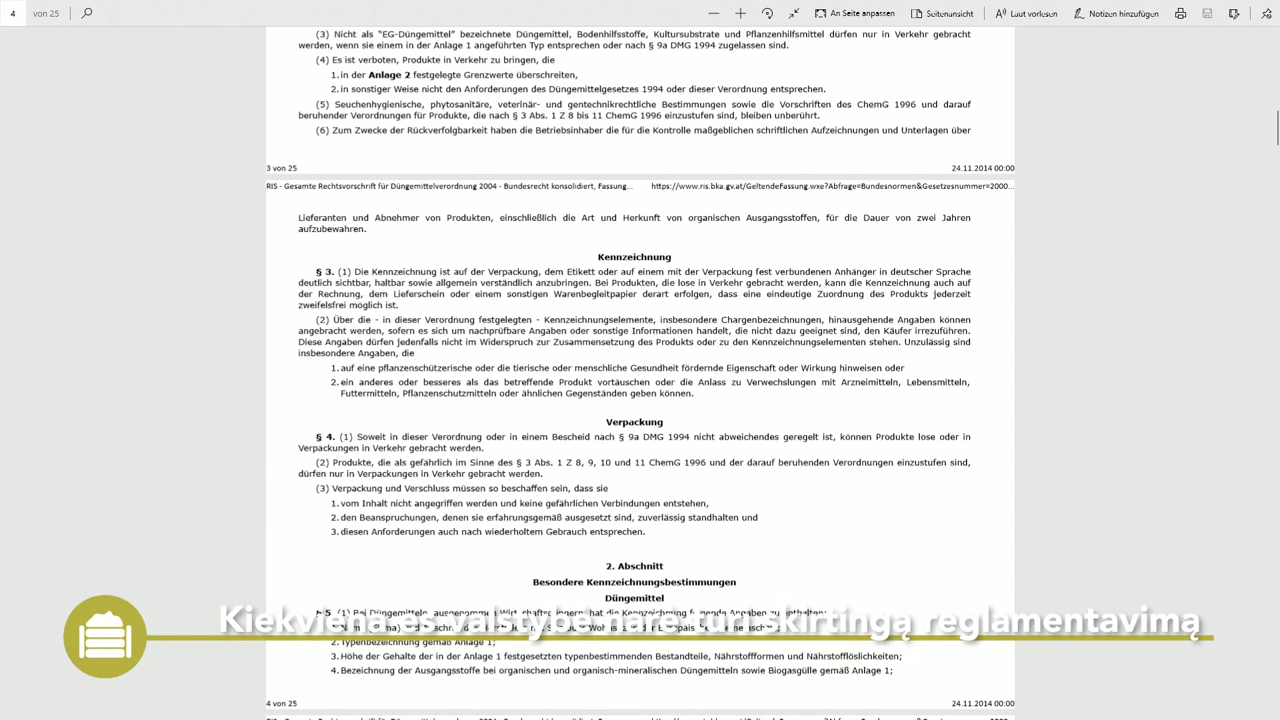 4 von 25 Seite anpassen Seitenansicht A) Laut vorlesen Notizen hinzufügen
(3) Nicht als “EG-Düngemittel” bezeichnete Düngemittel, Bodenhilfsstoffe, Kultursubstrate und Pflanzenhilfsmittel dürfen nur in Verkehr gebracht
werden, wenn sie einem in der Anlage 1 angeführten Typ entsprechen oder nach § 9a DMG 1994 zugelassen sind.
(4) Es ist verboten, Produkte in Verkehr zu bringen, die
1. in der Anlage 2 festgelegte Grenzwerte überschreiten,
2. in sonstiger Weise nicht den Anforderungen des Düngemittelgesetzes 1994 oder dieser Verordnung entsprechen.
(5) Seuchenhygienische, phytosanitäre, veterinär- und gentechnikrechtliche Bestimmungen sowie die Vorschriften des ChemG 1996 und darauf
beruhender Verordnungen für Produkte, die nach § 3 Abs. 1 Z 8 bis 11 ChemG 1996 einzustufen sind, bleiben unberührt.
(6) Zum Zwecke der Rückverfolgbarkeit haben die Betriebsinhaber die für die Kontrolle maßgeblichen schriftlichen Aufzeichnungen und Unterlagen über
3 von 25 24.11.2014 00:00
RIS - Gesamte Rechtsvorschrift für Düngemittelverordnung 2004 - Bundesrecht konsolidiert, Fassung... https://www.ris.bka.gv.at/GeltendeFassung.wxe?Abfrage=Bundesnormen&Gesetzesnummer=2000...
Lieferanten und Abnehmer von Produkten, einschließlich die Art und Herkunft von organischen Ausgangsstoffen, für die Dauer von zwei Jahren
aufzubewahren.
Kennzeichnung
§ 3. (1) Die Kennzeichnung ist auf der Verpackung, dem Etikett oder auf einem mit der Verpackung fest verbundenen Anhänger in deutscher Sprache
deutlich sichtbar, haltbar sowie allgemein verständlich anzubringen. Bei Produkten, die lose in Verkehr gebracht werden, kann die Kennzeichnung auch auf
der Rechnung, dem Lieferschein oder einem sonstigen Warenbegleitpapier derart erfolgen, dass eine eindeutige Zuordnung des Produkts jederzeit
zweifelsfrei möglich ist.
(2) Über die - in dieser Verordnung festgelegten - Kennzeichnungselemente, insbesondere Chargenbezeichnungen, hinausgehende Angaben können
angebracht werden, sofern es sich um nachprüfbare Angaben oder sonstige Informationen handelt, die nicht dazu geeignet sind, den Käufer irrezuführen.
Diese Angaben dürfen jedenfalls nicht im Widerspruch zur Zusammensetzung des Produkts oder zu den Kennzeichnungselementen stehen. Unzulässig sind
insbesondere Angaben, die
1. auf eine pflanzenschützerische oder die tierische oder menschliche Gesundheit fördernde Eigenschaft oder Wirkung hinweisen oder
2. ein anderes oder besseres als das betreffende Produkt vortäuschen oder die Anlass zu Verwechslungen mit Arzneimitteln, Lebensmitteln,
Futtermitteln, Pflanzenschutzmitteln oder ähnlichen Gegenständen geben können.
Verpackung
§ 4. (1) Soweit in dieser Verordnung oder in einem Bescheid nach § 9a DMG 1994 nicht abweichendes geregelt ist, können Produkte lose oder in
Verpackungen in Verkehr gebracht werden.
(2) Produkte, die als gefährlich im Sinne des § 3 Abs. 1 Z 8, 9, 10 und 11 ChemG 1996 und der darauf beruhenden Verordnungen einzustufen sind,
dürfen nur in Verpackungen in Verkehr gebracht werden.
(3) Verpackung und Verschluss müssen so beschaffen sein, dass sie
1. vom Inhalt nicht angegriffen werden und keine gefährlichen Verbindungen entstehen,
2. den Beanspruchungen, denen sie erfahrungsgemäß ausgesetzt sind, zuverlässig standhalten und
3. diesen Anforderungen auch nach wiederholtem Gebrauch entsprechen.
2. Abschnitt
Besondere Kennzeichnungsbestimmungen
Düngemittel
§ 5. (1) Bei Düngemitteln, ausgenommen Wirtschaftsdüngern, hat die Kennzeichnung folgende Angaben zu enthalten:
Kiekvienas valstybė narė turi skirtingą reglamentavimą
2. Typenbezeichnung gemäß Anlage 1;
3. Höhe der Gehalte der in der Anlage 1 festgesetzten typenbestimmenden Bestandteile, Nährstoffformen und Nährstofflöslichkeiten;
4. Bezeichnung der Ausgangsstoffe bei organischen und organisch-mineralischen Düngemitteln sowie Biogasgülle gemäß Anlage 1;
4 von 25 24.11.2014 00:00